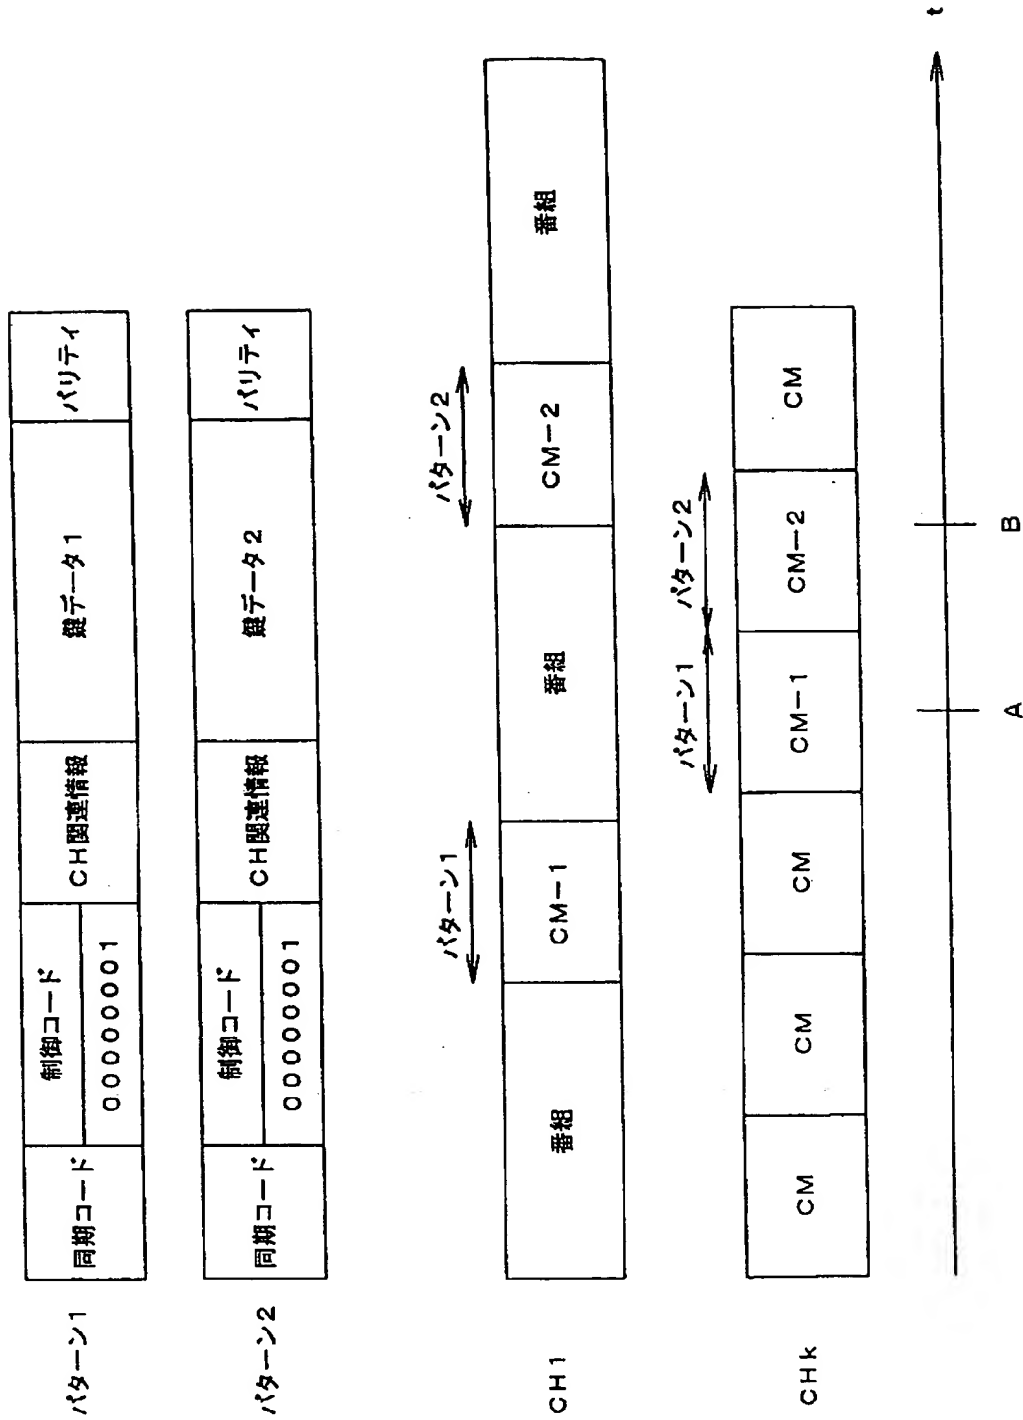 パターン1
同期コード
制御コード
00000001
CH関連情報
鍵データ1
パリティ
パターン2
同期コード
制御コード
00000001
CH関連情報
鍵データ2
パリティ
パターン1
パターン2
CH1
番組
CM-1
番組
CM-2
番組
パターン1
パターン2
CHk
CM
CM
CM
CM-1
CM-2
CM
A
B
t